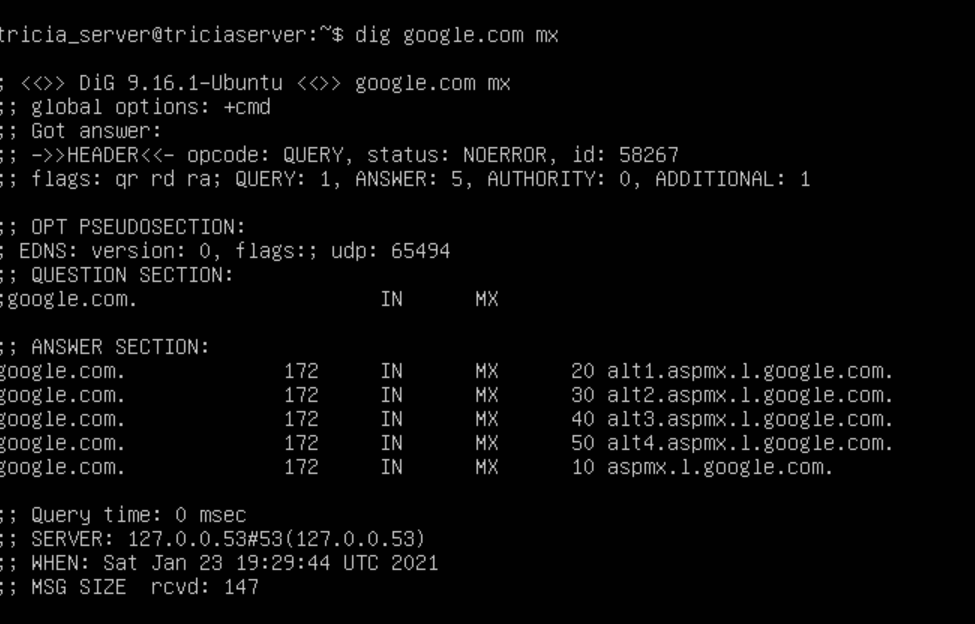 tricia_server@triciaserver:~$ dig google.com mx
; <<>> DiG 9.16.1-Ubuntu <<>> google.com mx
;; global options: +cmd
;; Got answer:
;; ->>HEADER<<- opcode: QUERY, status: NOERROR, id: 58267
;; flags: qr rd ra; QUERY: 1, ANSWER: 5, AUTHORITY: 0, ADDITIONAL: 1
;; OPT PSEUDOSECTION:
; EDNS: version: 0, flags:; udp: 65494
;; QUESTION SECTION:
;google.com. IN MX
;; ANSWER SECTION:
google.com. 172 IN MX 20 alt1.aspmx.l.google.com.
google.com. 172 IN MX 30 alt2.aspmx.l.google.com.
google.com. 172 IN MX 40 alt3.aspmx.l.google.com.
google.com. 172 IN MX 50 alt4.aspmx.l.google.com.
google.com. 172 IN MX 10 aspmx.l.google.com.
;; Query time: 0 msec
;; SERVER: 127.0.0.53#53(127.0.0.53)
;; WHEN: Sat Jan 23 19:29:44 UTC 2021
;; MSG SIZE  rcvd: 147